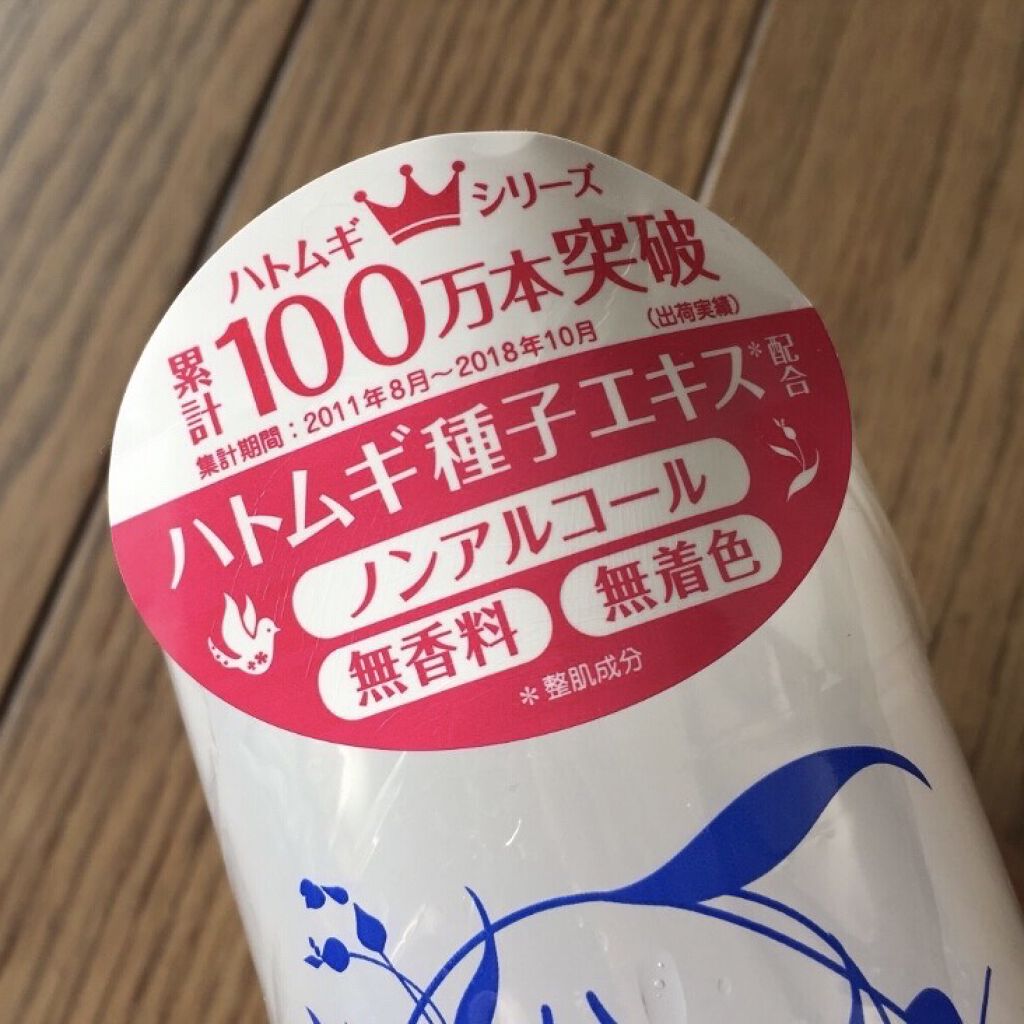 ハトムギ シリーズ
累計100万本突破
集計期間：2011年8月〜2018年10月 （出荷実績）
ハトムギ種子エキス*配合
ノンアルコール
無香料 無着色
＊整肌成分